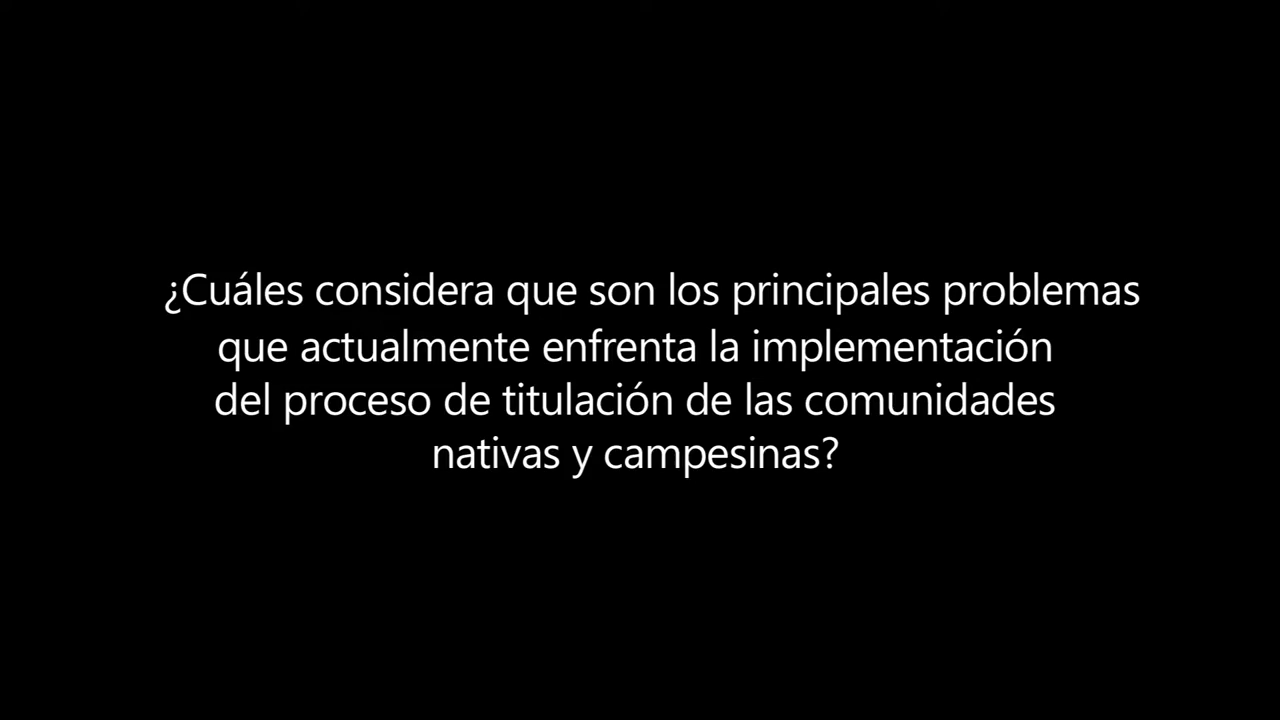 ¿Cuáles considera que son los principales problemas
que actualmente enfrenta la implementación
del proceso de titulación de las comunidades
nativas y campesinas?